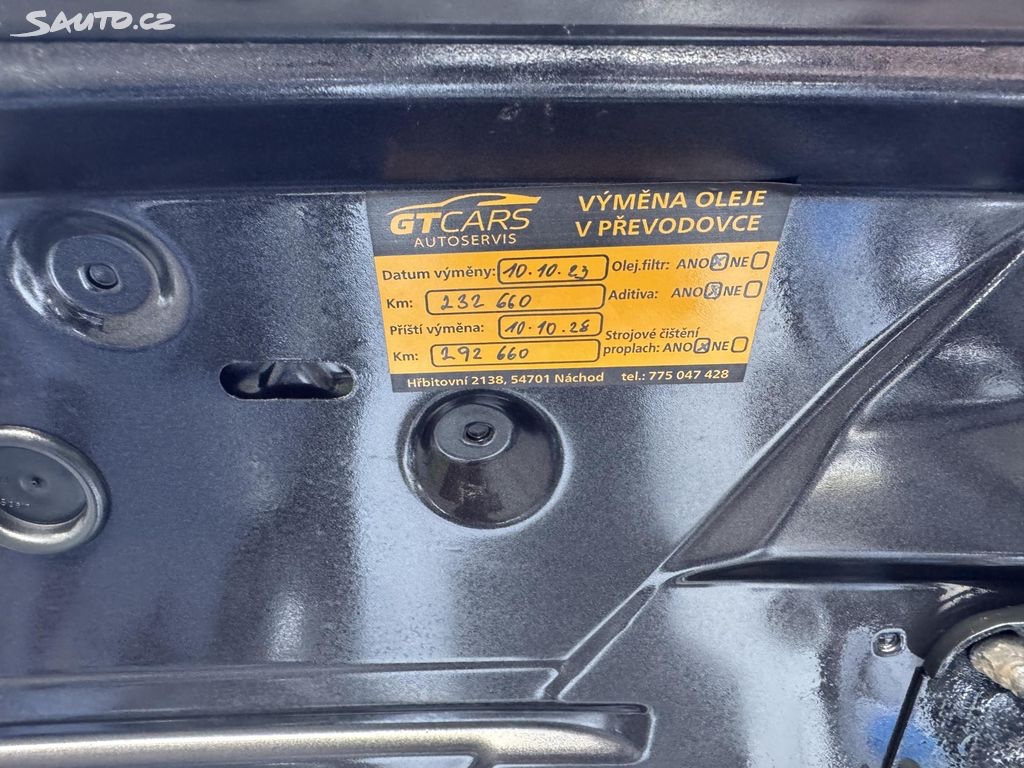 Sauto.cz
GTCARS
AUTOSERVIS
VÝMĚNA OLEJE
V PŘEVODOVCE
Datum výměny: 10.10.23 Olej.filtr: ANO NE
Km: 232 660 Aditiva: ANO NE
Příští výměna: 10.10.28 Strojové čištění
Km: 292 660 proplach: ANO NE
Hřbitovní 2138, 54701 Náchod tel.: 775 047 428